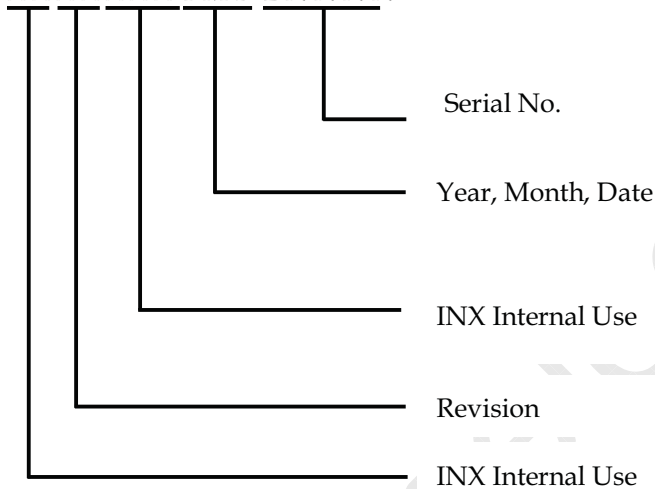 Serial No.
Year, Month, Date
INX Internal Use
Revision
INX Internal Use